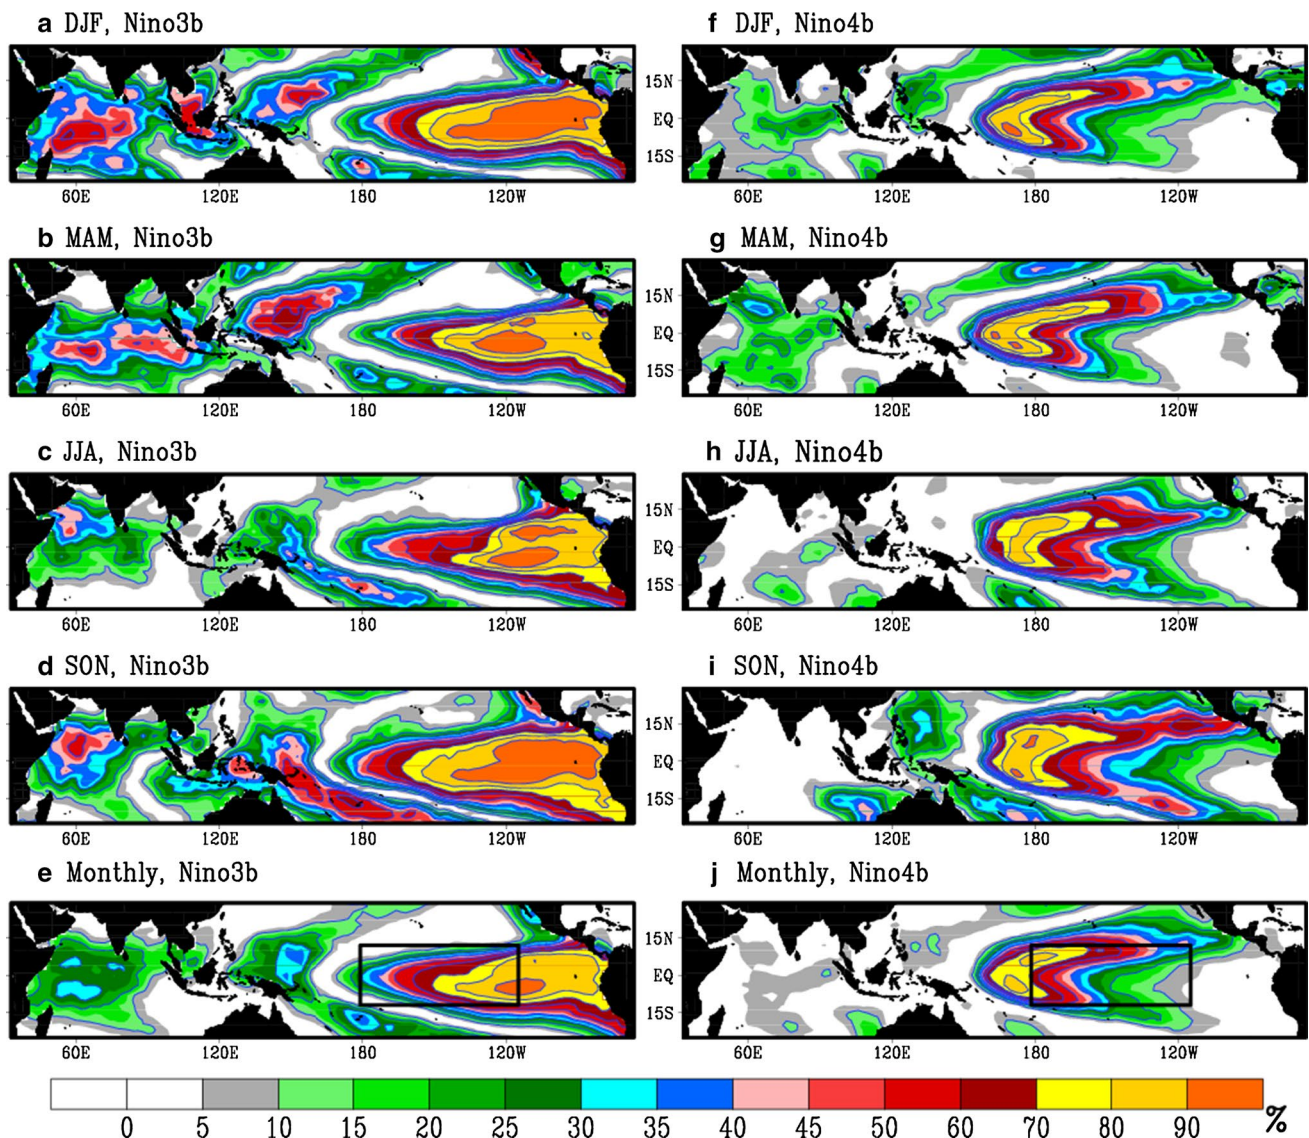 a DJF, Nino3b
f DJF, Nino4b
15N
EQ
15S
60E 120E 180 120W
60E 120E 180 120W
b MAM, Nino3b
g MAM, Nino4b
15N
EQ
15S
60E 120E 180 120W
60E 120E 180 120W
c JJA, Nino3b
h JJA, Nino4b
15N
EQ
15S
60E 120E 180 120W
60E 120E 180 120W
d SON, Nino3b
i SON, Nino4b
15N
EQ
15S
60E 120E 180 120W
60E 120E 180 120W
e Monthly, Nino3b
j Monthly, Nino4b
15N
EQ
15S
60E 120E 180 120W
60E 120E 180 120W
0 5 10 15 20 25 30 35 40 45 50 60 70 80 90 %